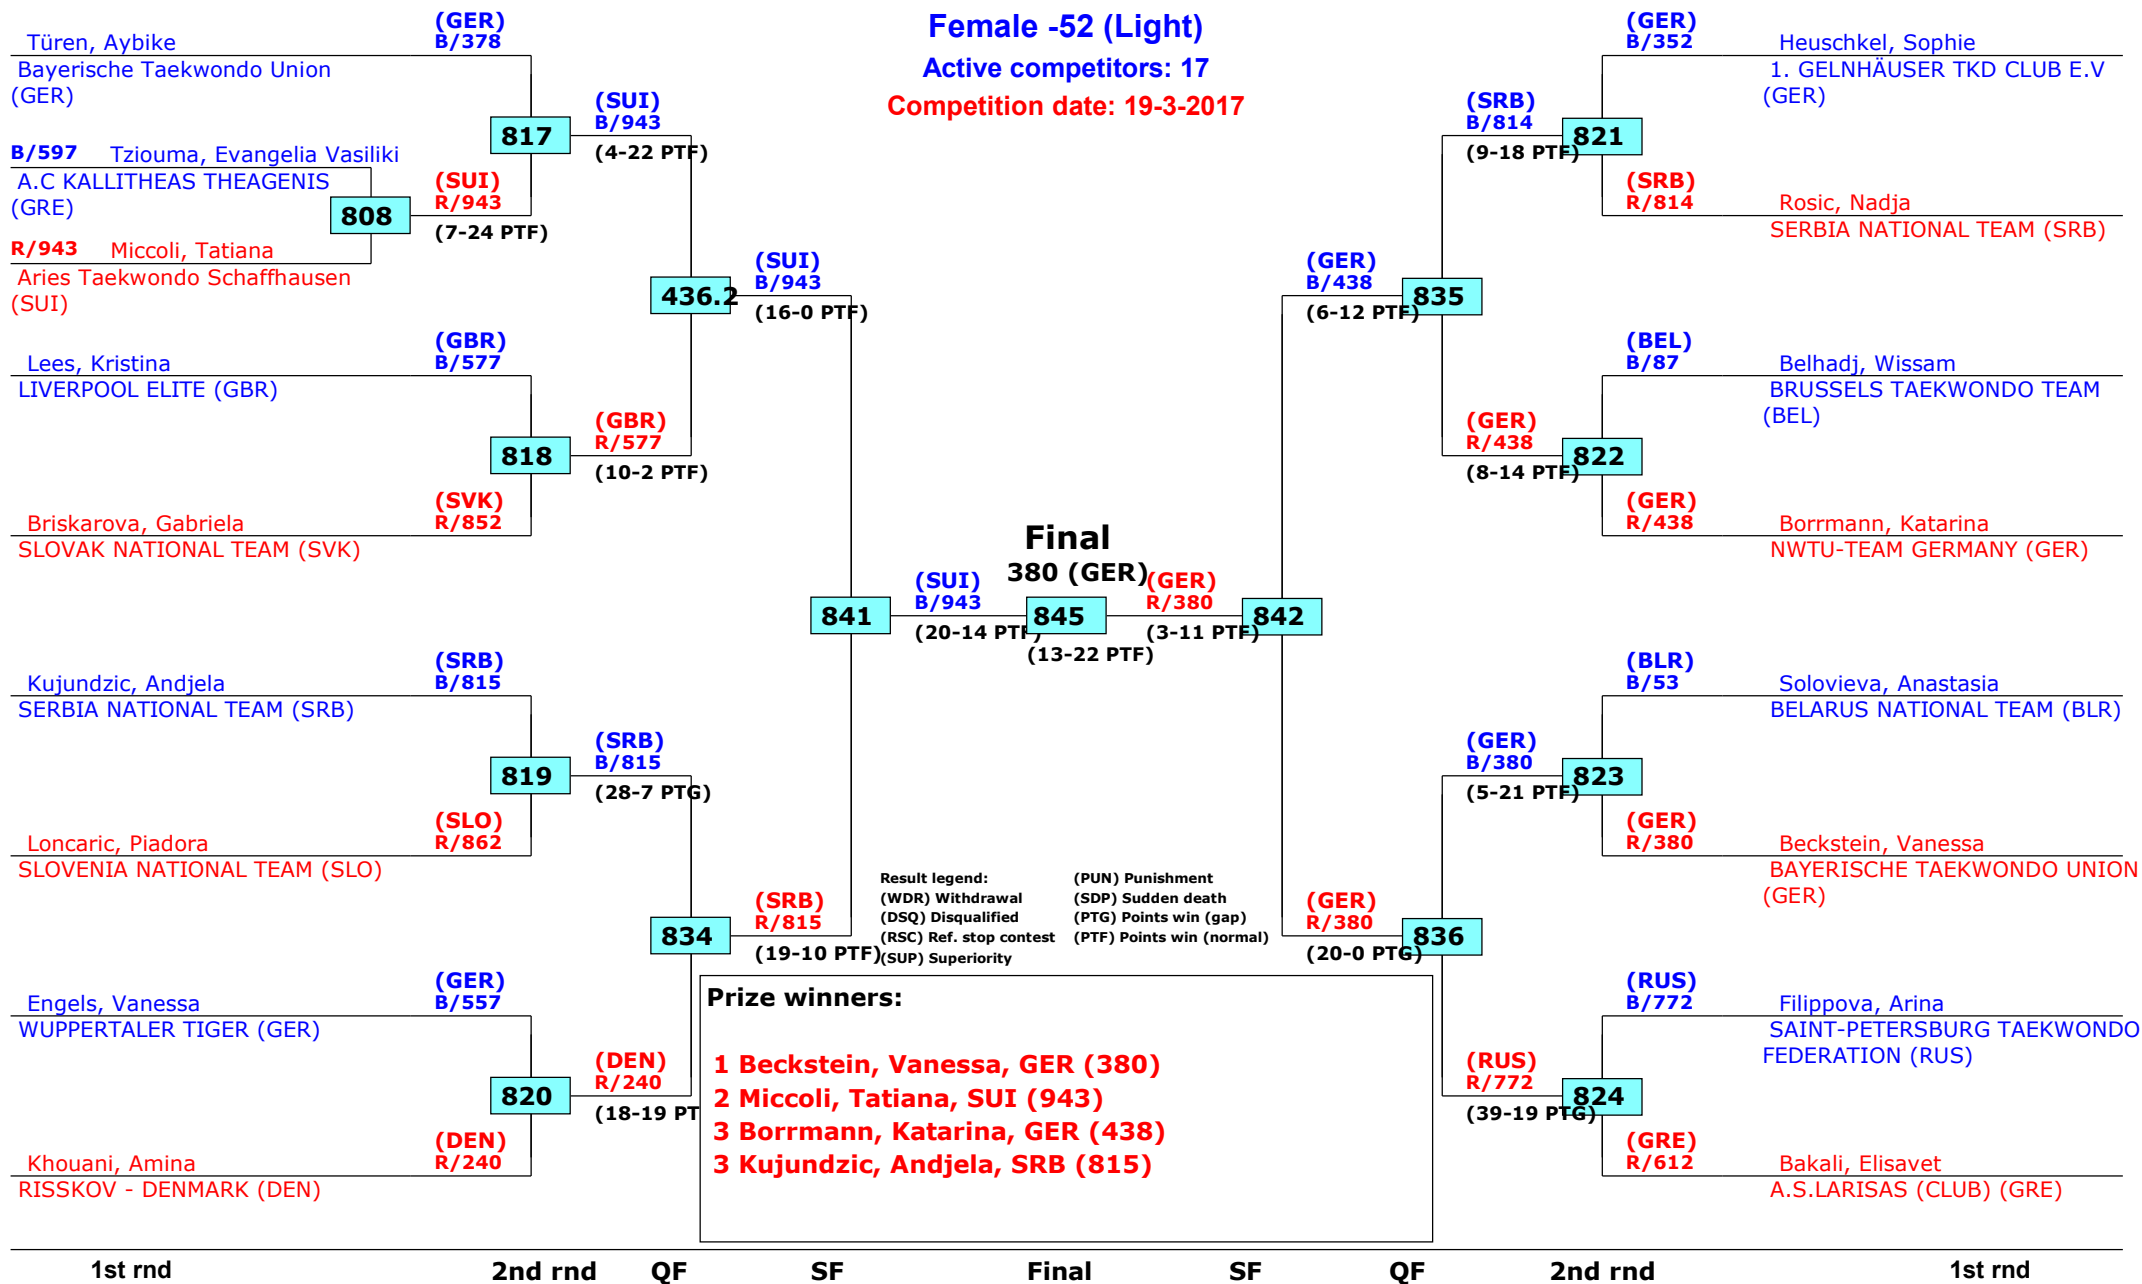 Female -52 (Light)
Active competitors: 17
Competition date: 19-3-2017
Türen, Aybike
(GER)
B/378
Bayerische Taekwondo Union
(GER)
817
(SUI)
B/943
(4-22 PTF)
B/597 Tziouma, Evangelia Vasiliki
A.C KALLITHEAS THEAGENIS
(GRE)
808
(SUI)
R/943
(7-24 PTF)
R/943 Miccoli, Tatiana
Aries Taekwondo Schaffhausen
(SUI)
436.2
(SUI)
B/943
(16-0 PTF)
Lees, Kristina
(GBR)
B/577
LIVERPOOL ELITE (GBR)
818
(GBR)
R/577
(10-2 PTF)
Briskarova, Gabriela
(SVK)
R/852
SLOVAK NATIONAL TEAM (SVK)
841
(SUI)
B/943
(20-14 PTF)
Kujundzic, Andjela
(SRB)
B/815
SERBIA NATIONAL TEAM (SRB)
819
(SRB)
B/815
(28-7 PTG)
Loncaric, Piadora
(SLO)
R/862
SLOVENIA NATIONAL TEAM (SLO)
834
(SRB)
R/815
(19-10 PTF)
Engels, Vanessa
(GER)
B/557
WUPPERTALER TIGER (GER)
820
(DEN)
R/240
(18-19 PT
Khouani, Amina
(DEN)
R/240
RISSKOV - DENMARK (DEN)
Final
380 (GER)
845
(13-22 PTF)
(GER)
R/380
(3-11 PTF)
842
(GER)
B/352
Heuschkel, Sophie
1. GELNHÄUSER TKD CLUB E.V
(GER)
(SRB)
B/814
(9-18 PTF)
821
(SRB)
R/814
Rosic, Nadja
SERBIA NATIONAL TEAM (SRB)
(GER)
B/438
(6-12 PTF)
835
(BEL)
B/87
Belhadj, Wissam
BRUSSELS TAEKWONDO TEAM
(BEL)
(GER)
R/438
(8-14 PTF)
822
(GER)
R/438
Borrmann, Katarina
NWTU-TEAM GERMANY (GER)
(BLR)
B/53
Solovieva, Anastasia
BELARUS NATIONAL TEAM (BLR)
(GER)
B/380
(5-21 PTF)
823
(GER)
R/380
Beckstein, Vanessa
BAYERISCHE TAEKWONDO UNION
(GER)
(GER)
R/380
(20-0 PTG)
836
(RUS)
B/772
Filippova, Arina
SAINT-PETERSBURG TAEKWONDO
FEDERATION (RUS)
(RUS)
R/772
(39-19 PTG)
824
(GRE)
R/612
Bakali, Elisavet
A.S.LARISAS (CLUB) (GRE)
Result legend: (PUN) Punishment
(WDR) Withdrawal (SDP) Sudden death
(DSQ) Disqualified (PTG) Points win (gap)
(RSC) Ref. stop contest (PTF) Points win (normal)
(SUP) Superiority
Prize winners:
1 Beckstein, Vanessa, GER (380)
2 Miccoli, Tatiana, SUI (943)
3 Borrmann, Katarina, GER (438)
3 Kujundzic, Andjela, SRB (815)
1st rnd 2nd rnd QF SF Final SF QF 2nd rnd 1st rnd